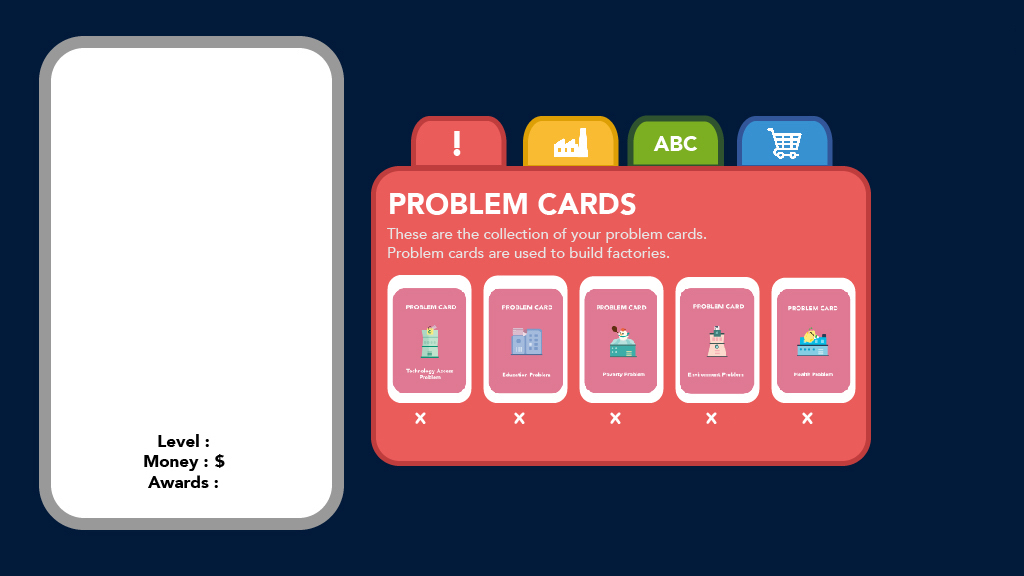 !
ABC
PROBLEM CARDS
These are the collection of your problem cards.
Problem cards are used to build factories.
PROBLEM CARD
Technology Access
Problem
PROBLEM CARD
Education Problem
PROBLEM CARD
Poverty Problem
PROBLEM CARD
Environment Problem
PROBLEM CARD
Health Problem
x
x
x
x
x
Level :
Money : $
Awards :